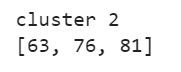 cluster 2
[63, 76, 81]